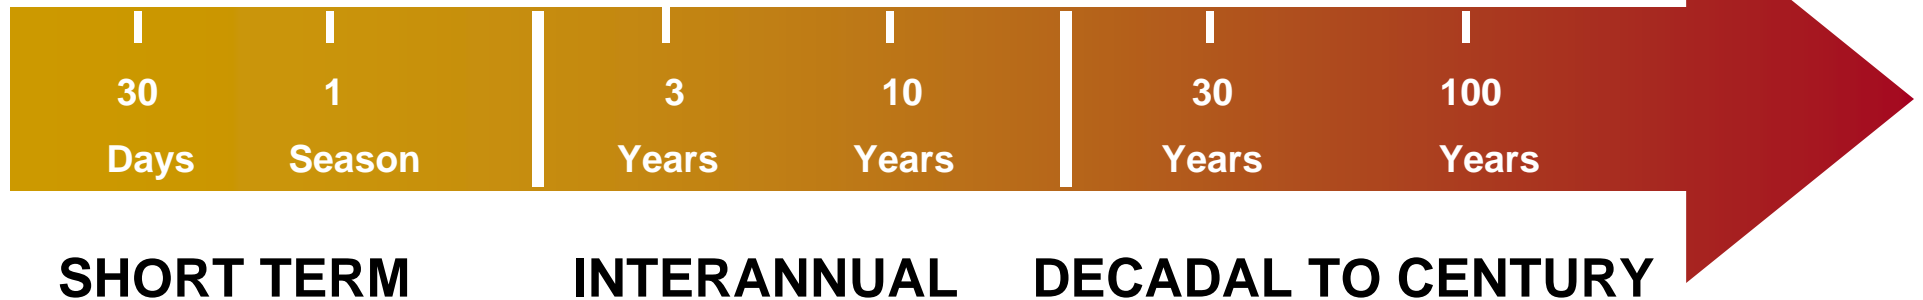 30 1 3 10 30 100
Days Season Years Years Years Years
SHORT TERM INTERANNUAL DECADAL TO CENTURY